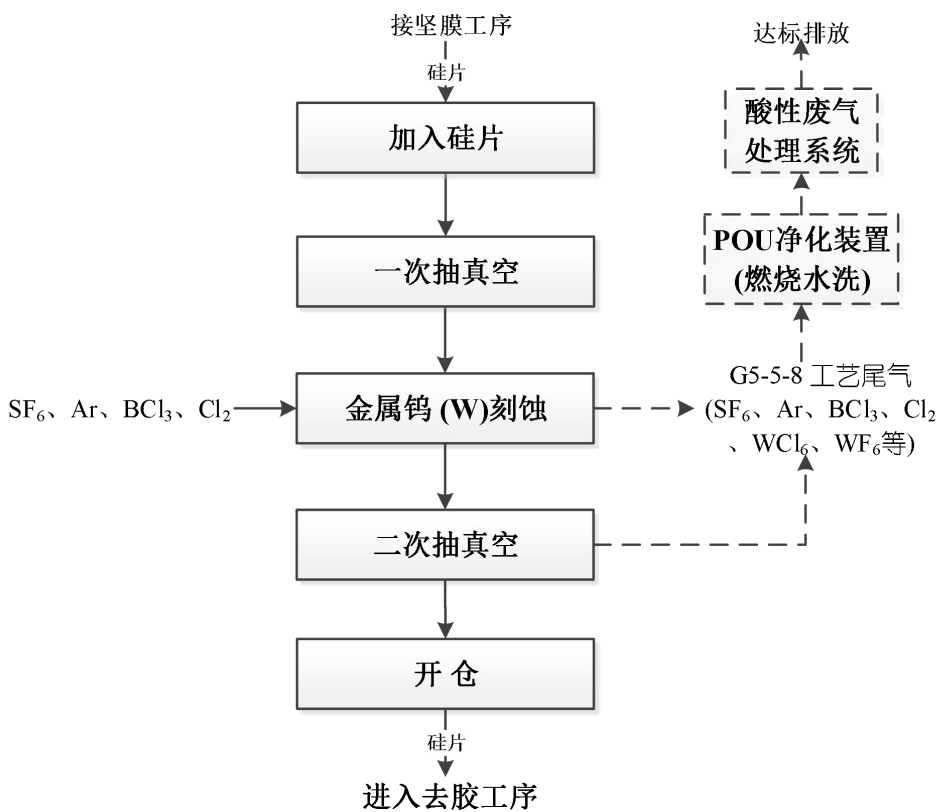 接坚膜工序
硅片
加入硅片
一次抽真空
SF₆、Ar、BCl₃、Cl₂
金属钨 (W)刻蚀
二次抽真空
开 仓
硅片
进入去胶工序
达标排放
酸性废气
处理系统
POU净化装置
(燃烧水洗)
G5-5-8 工艺尾气
(SF₆、Ar、BCl₃、Cl₂
、WCl₆、WF₆等)